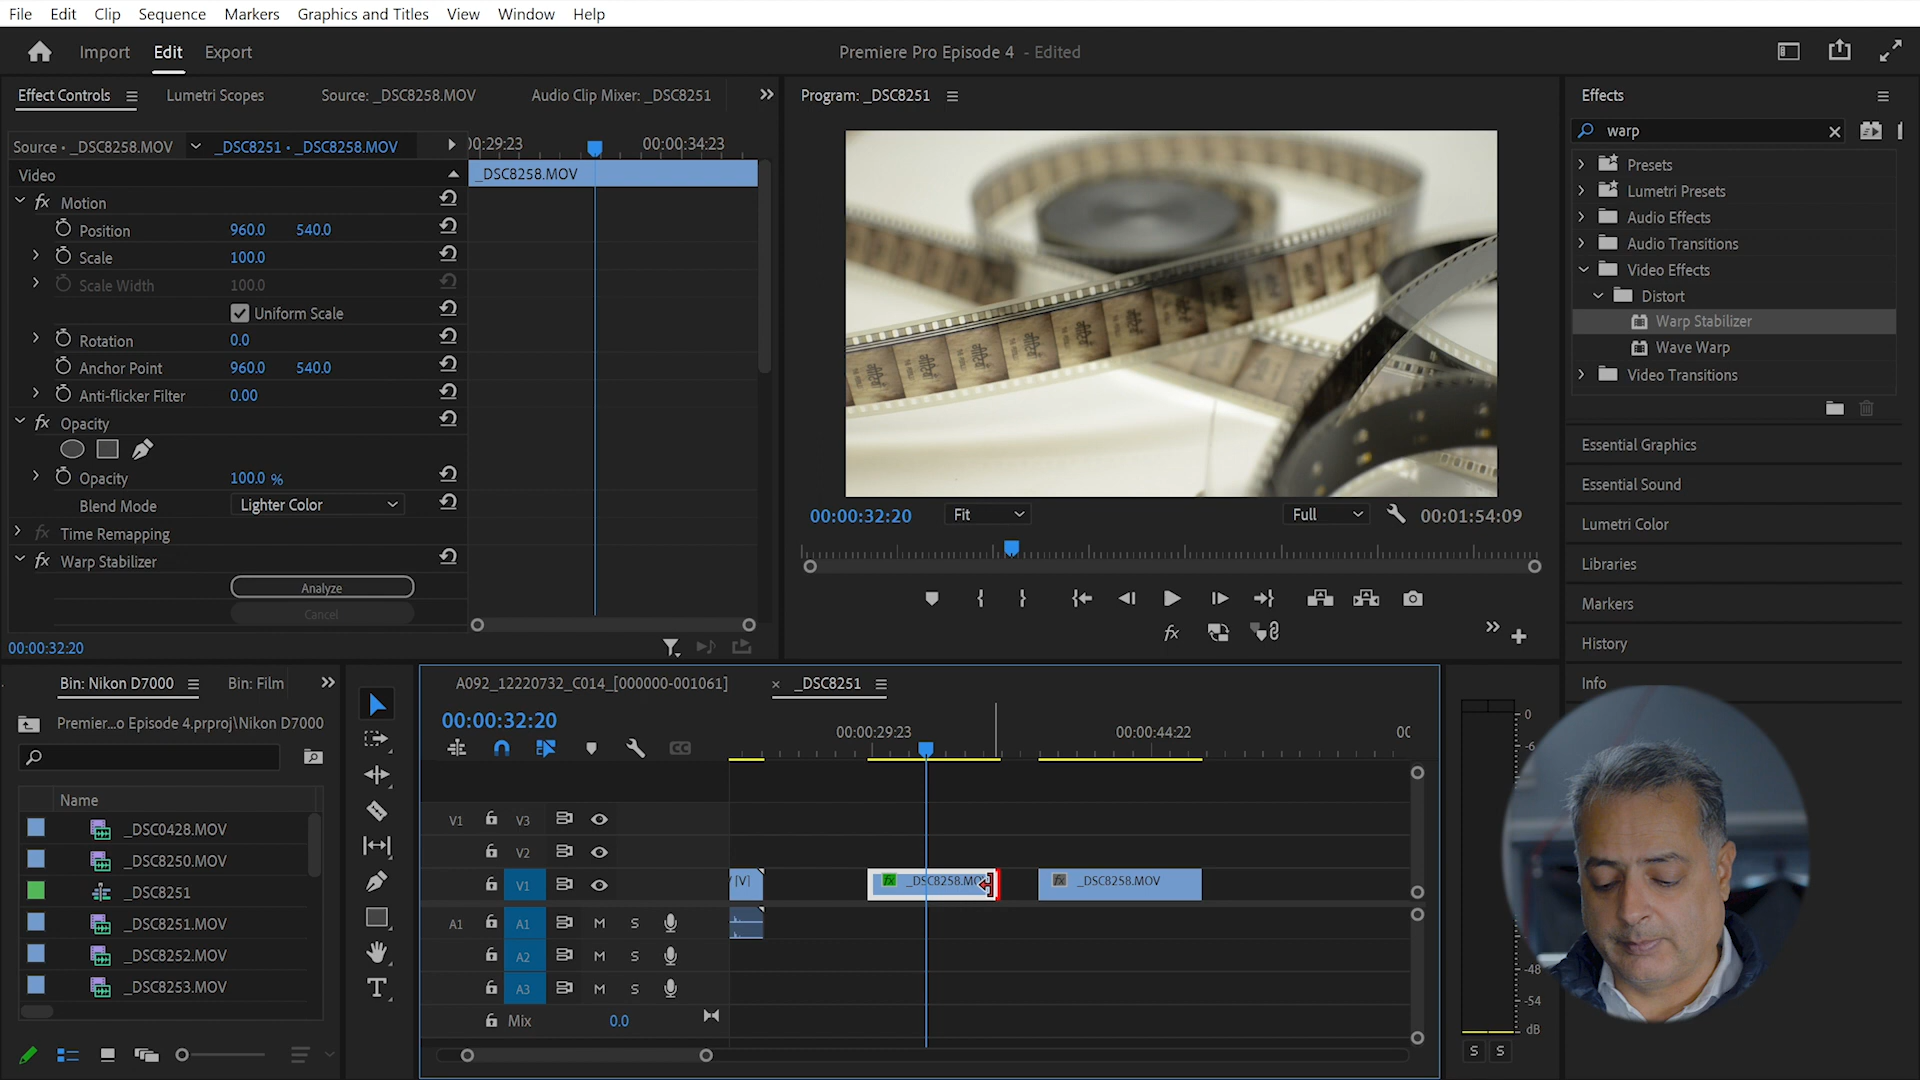 File Edit Clip Sequence Markers Graphics and Titles View Window Help
Import Edit Export
Premiere Pro Episode 4 - Edited
Effect Controls Lumetri Scopes Source: _DSC8258.MOV Audio Clip Mixer: _DSC8251
Source • _DSC8258.MOV _DSC8251 • _DSC8258.MOV
00:29:23 00:00:34:23
_DSC8258.MOV
Video
Motion
Position 960.0 540.0
Scale 100.0
Scale Width 100.0
Uniform Scale
Rotation 0.0
Anchor Point 960.0 540.0
Anti-flicker Filter 0.00
Opacity
Opacity 100.0 %
Blend Mode Lighter Color
Time Remapping
Warp Stabilizer
Analyze
Cancel
00:00:32:20
Program: _DSC8251
00:00:32:20 Fit Full 00:01:54:09
Effects
warp
Presets
Lumetri Presets
Audio Effects
Audio Transitions
Video Effects
Distort
Warp Stabilizer
Wave Warp
Video Transitions
Essential Graphics
Essential Sound
Lumetri Color
Libraries
Markers
History
Info
Bin: Nikon D7000 Bin: Film
Premier...o Episode 4.prproj\Nikon D7000
Name
_DSC0428.MOV
_DSC8250.MOV
_DSC8251
_DSC8251.MOV
_DSC8252.MOV
_DSC8253.MOV
A092_12220732_C014_[000000-001061] × _DSC8251
00:00:32:20
00:00:29:23 00:00:44:22
V1 V3
V2
V1 [V] _DSC8258.MO _DSC8258.MOV
A1 A1 M S
A2 M S
A3 M S
Mix 0.0
0
-6
-48
-54
dB
S S